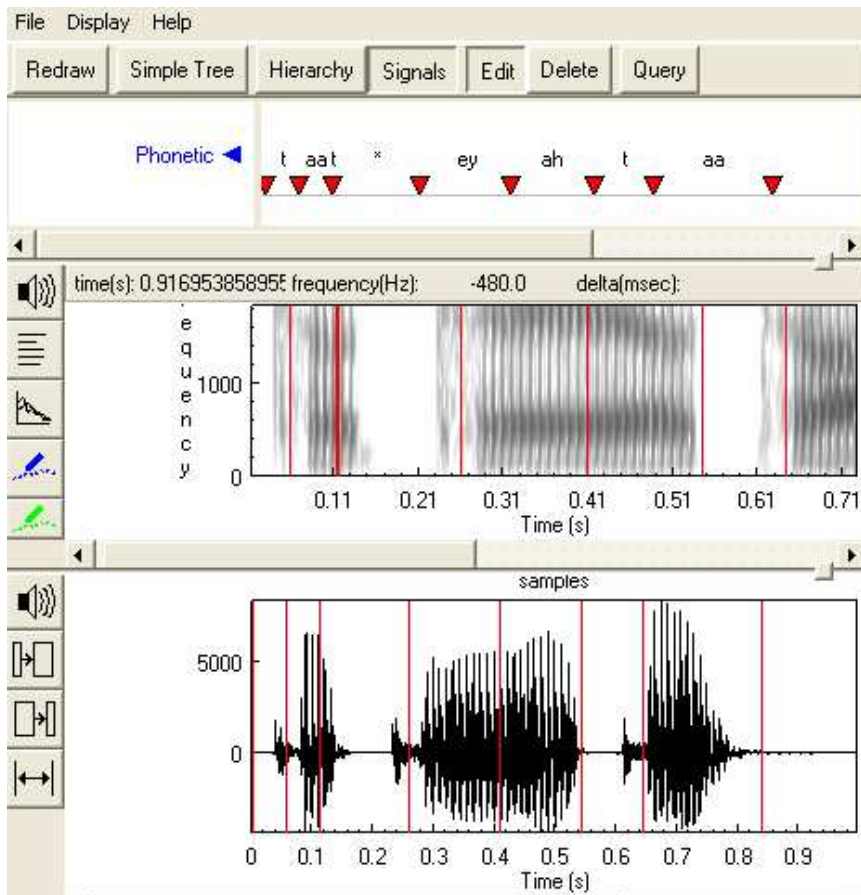 File Display Help
Redraw Simple Tree Hierarchy Signals Edit Delete Query
Phonetic t aa t * ey ah t aa
time(s): 0.916953858955 frequency(Hz): -480.0 delta(msec):
equency
1000
0
0.11 0.21 0.31 0.41 0.51 0.61 0.71
Time (s)
samples
5000
0
0 0.1 0.2 0.3 0.4 0.5 0.6 0.7 0.8 0.9
Time (s)